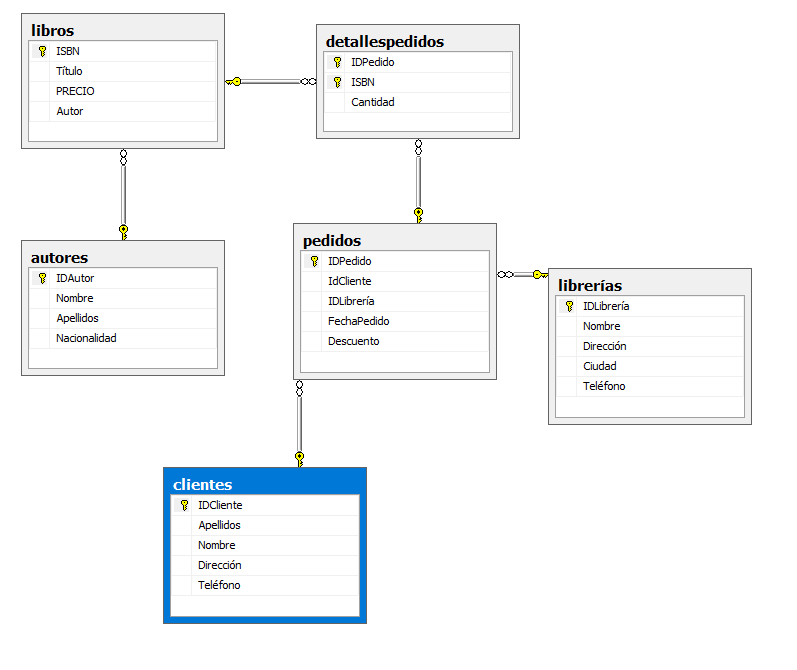 libros
ISBN
Título
PRECIO
Autor
detallespedidos
IDPedido
ISBN
Cantidad
autores
IDAutor
Nombre
Apellidos
Nacionalidad
pedidos
IDPedido
IdCliente
IDLibrería
FechaPedido
Descuento
librerías
IDLibrería
Nombre
Dirección
Ciudad
Teléfono
clientes
IDCliente
Apellidos
Nombre
Dirección
Teléfono